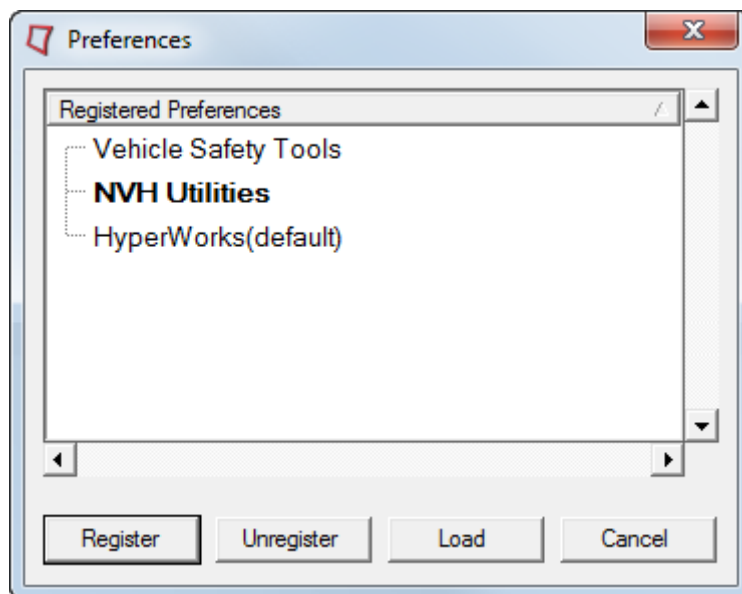 Preferences
Registered Preferences
Vehicle Safety Tools
NVH Utilities
HyperWorks(default)
Register Unregister Load Cancel